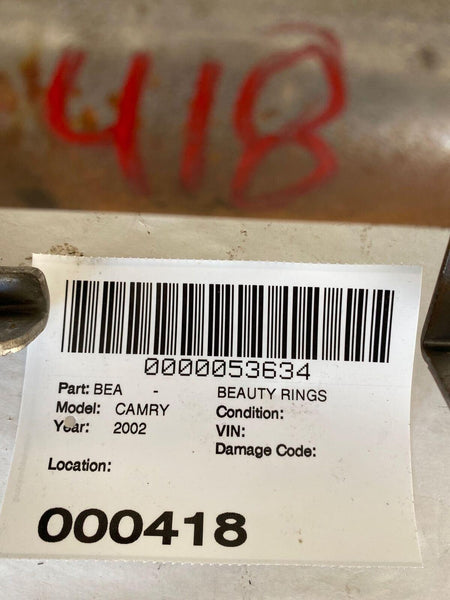 418
0000053634
Part: BEA - BEAUTY RINGS
Model: CAMRY Condition:
Year: 2002 VIN:
Damage Code:
Location:
000418